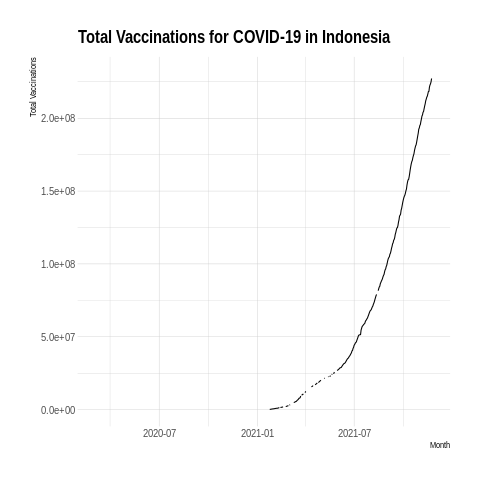 Total Vaccinations for COVID-19 in Indonesia
Total Vaccinations
2.0e+08
1.5e+08
1.0e+08
5.0e+07
0.0e+00
2020-07
2021-01
2021-07
Month